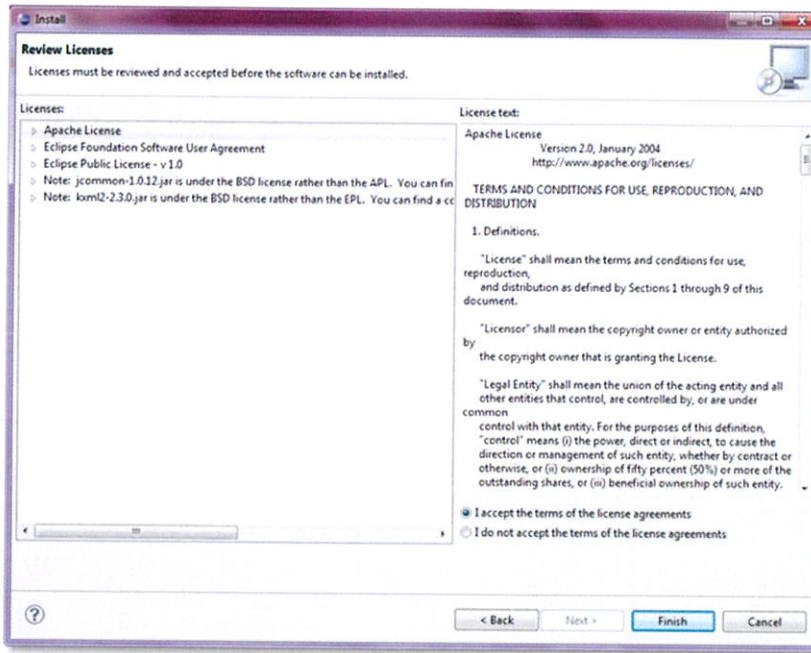 Install
Review Licenses
Licenses must be reviewed and accepted before the software can be installed.
Licenses:
Apache License
Eclipse Foundation Software User Agreement
Eclipse Public License - v 1.0
Note: jcommon-1.0.12.jar is under the BSD license rather than the APL. You can fin
Note: kxml2-2.3.0.jar is under the BSD license rather than the EPL. You can find a cc
License text:
Apache License
Version 2.0, January 2004
http://www.apache.org/licenses/
TERMS AND CONDITIONS FOR USE, REPRODUCTION, AND
DISTRIBUTION
1. Definitions.
"License" shall mean the terms and conditions for use,
reproduction,
and distribution as defined by Sections 1 through 9 of this
document.
"Licensor" shall mean the copyright owner or entity authorized
by
the copyright owner that is granting the License.
"Legal Entity" shall mean the union of the acting entity and all
other entities that control, are controlled by, or are under
common
control with that entity. For the purposes of this definition,
"control" means (i) the power, direct or indirect, to cause the
direction or management of such entity, whether by contract or
otherwise, or (ii) ownership of fifty percent (50%) or more of the
outstanding shares, or (iii) beneficial ownership of such entity.
I accept the terms of the license agreements
I do not accept the terms of the license agreements
< Back
Next >
Finish
Cancel